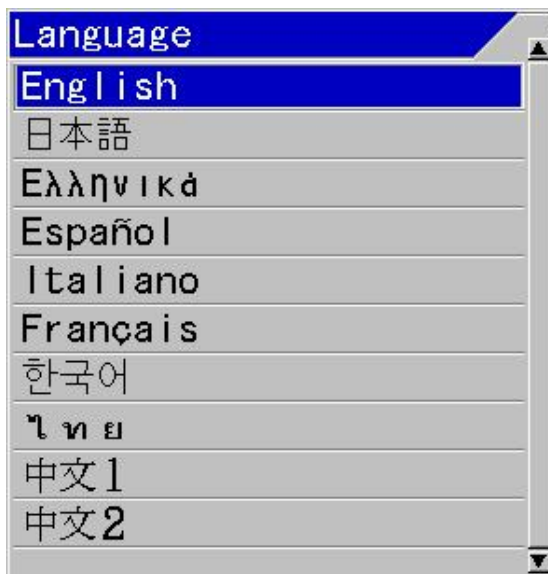 Language
English
日本語
Ελληνικά
Español
Italiano
Français
한국어
ไทย
中文1
中文2